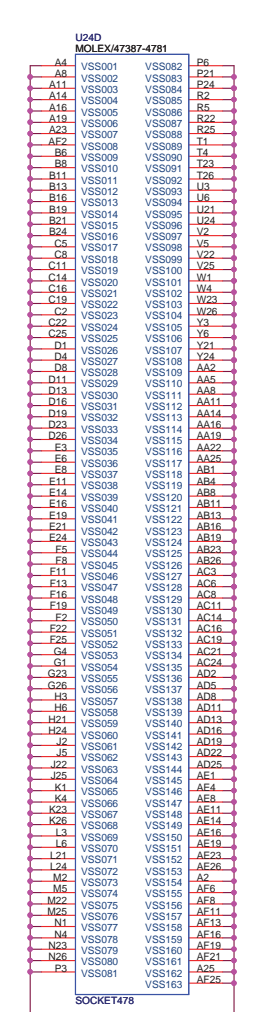 U24D
MOLEX/47387-4781
A4 VSS001 VSS082 P6
A8 VSS002 VSS083 P21
A11 VSS003 VSS084 P24
A14 VSS004 VSS085 R2
A16 VSS005 VSS086 R5
A19 VSS006 VSS087 R22
A23 VSS007 VSS088 R25
AF2 VSS008 VSS089 T1
B6 VSS009 VSS090 T4
B8 VSS010 VSS091 T23
B11 VSS011 VSS092 T26
B13 VSS012 VSS093 U3
B16 VSS013 VSS094 U6
B19 VSS014 VSS095 U21
B21 VSS015 VSS096 U24
B24 VSS016 VSS097 V2
C5 VSS017 VSS098 V5
C8 VSS018 VSS099 V22
C11 VSS019 VSS100 V25
C14 VSS020 VSS101 W1
C16 VSS021 VSS102 W4
C19 VSS022 VSS103 W23
C2 VSS023 VSS104 W26
C22 VSS024 VSS105 Y3
C25 VSS025 VSS106 Y6
D1 VSS026 VSS107 Y21
D4 VSS027 VSS108 Y24
D8 VSS028 VSS109 AA2
D11 VSS029 VSS110 AA5
D13 VSS030 VSS111 AA8
D16 VSS031 VSS112 AA11
D19 VSS032 VSS113 AA14
D23 VSS033 VSS114 AA16
D26 VSS034 VSS115 AA19
E3 VSS035 VSS116 AA22
E6 VSS036 VSS117 AA25
E8 VSS037 VSS118 AB1
E11 VSS038 VSS119 AB4
E14 VSS039 VSS120 AB8
E16 VSS040 VSS121 AB11
E19 VSS041 VSS122 AB13
E21 VSS042 VSS123 AB16
E24 VSS043 VSS124 AB19
F5 VSS044 VSS125 AB23
F8 VSS045 VSS126 AB26
F11 VSS046 VSS127 AC3
F13 VSS047 VSS128 AC6
F16 VSS048 VSS129 AC8
F19 VSS049 VSS130 AC11
F2 VSS050 VSS131 AC14
F22 VSS051 VSS132 AC16
F25 VSS052 VSS133 AC19
G4 VSS053 VSS134 AC21
G1 VSS054 VSS135 AC24
G23 VSS055 VSS136 AD2
G26 VSS056 VSS137 AD5
H3 VSS057 VSS138 AD8
H6 VSS058 VSS139 AD11
H21 VSS059 VSS140 AD13
H24 VSS060 VSS141 AD16
J2 VSS061 VSS142 AD19
J5 VSS062 VSS143 AD22
J22 VSS063 VSS144 AD25
J25 VSS064 VSS145 AE1
K1 VSS065 VSS146 AE4
K4 VSS066 VSS147 AE8
K23 VSS067 VSS148 AE11
K26 VSS068 VSS149 AE14
L3 VSS069 VSS150 AE16
L6 VSS070 VSS151 AE19
L21 VSS071 VSS152 AE23
L24 VSS072 VSS153 AE26
M2 VSS073 VSS154 A2
M5 VSS074 VSS155 AF6
M22 VSS075 VSS156 AF8
M25 VSS076 VSS157 AF11
N1 VSS077 VSS158 AF13
N4 VSS078 VSS159 AF16
N23 VSS079 VSS160 AF19
N26 VSS080 VSS161 AF21
P3 VSS081 VSS162 A25
VSS163 AF25
SOCKET478